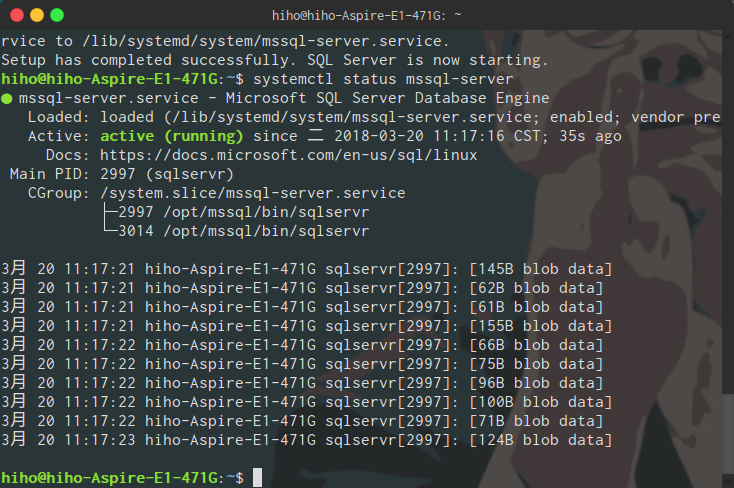 hiho@hiho-Aspire-E1-471G: ~
rvice to /lib/systemd/system/mssql-server.service.
Setup has completed successfully. SQL Server is now starting.
hiho@hiho-Aspire-E1-471G:~$ systemctl status mssql-server
● mssql-server.service - Microsoft SQL Server Database Engine
   Loaded: loaded (/lib/systemd/system/mssql-server.service; enabled; vendor pre
   Active: active (running) since 二 2018-03-20 11:17:16 CST; 35s ago
     Docs: https://docs.microsoft.com/en-us/sql/linux
 Main PID: 2997 (sqlservr)
   CGroup: /system.slice/mssql-server.service
           ├─2997 /opt/mssql/bin/sqlservr
           └─3014 /opt/mssql/bin/sqlservr
3月 20 11:17:21 hiho-Aspire-E1-471G sqlservr[2997]: [145B blob data]
3月 20 11:17:21 hiho-Aspire-E1-471G sqlservr[2997]: [62B blob data]
3月 20 11:17:21 hiho-Aspire-E1-471G sqlservr[2997]: [61B blob data]
3月 20 11:17:21 hiho-Aspire-E1-471G sqlservr[2997]: [155B blob data]
3月 20 11:17:22 hiho-Aspire-E1-471G sqlservr[2997]: [66B blob data]
3月 20 11:17:22 hiho-Aspire-E1-471G sqlservr[2997]: [75B blob data]
3月 20 11:17:22 hiho-Aspire-E1-471G sqlservr[2997]: [96B blob data]
3月 20 11:17:22 hiho-Aspire-E1-471G sqlservr[2997]: [100B blob data]
3月 20 11:17:22 hiho-Aspire-E1-471G sqlservr[2997]: [71B blob data]
3月 20 11:17:23 hiho-Aspire-E1-471G sqlservr[2997]: [124B blob data]
hiho@hiho-Aspire-E1-471G:~$